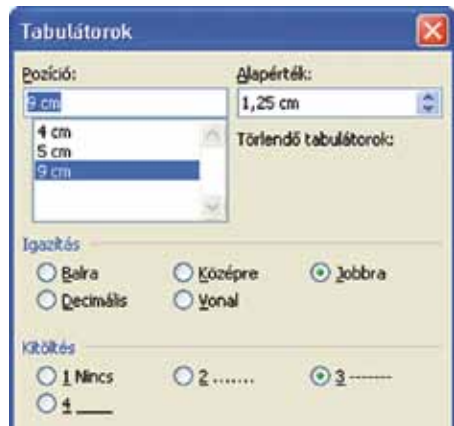 Tabulátorok
Pozíció: Alapérték:
9 cm 1,25 cm
4 cm
5 cm
9 cm
Törlendő tabulátorok:
Igazítás
Balra Középre Jobbra
Decimális Vonal
Kitöltés
1 Nincs 2 ....... 3 -------
4 ____